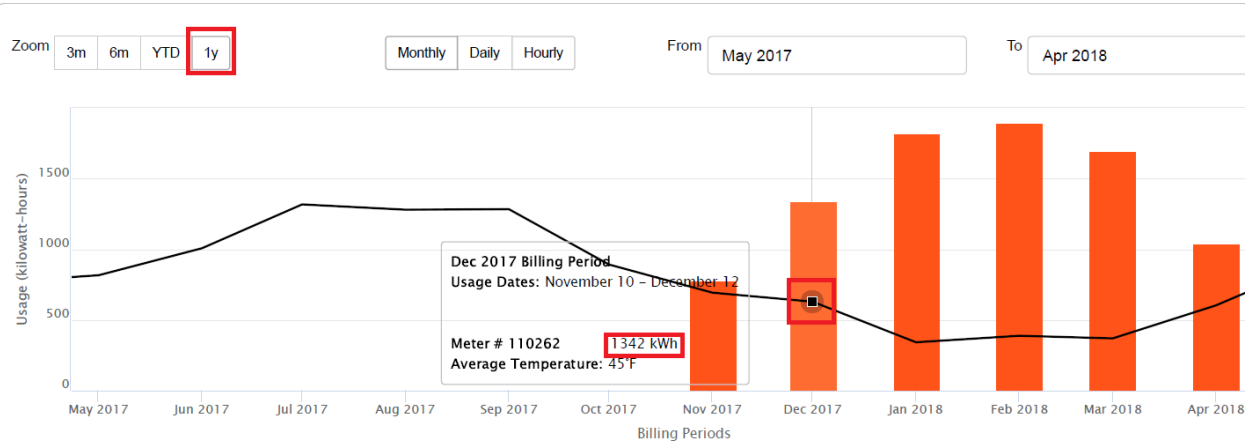 Zoom 3m 6m YTD 1y Monthly Daily Hourly From May 2017 To Apr 2018
Usage (kilowatt-hours)
1500
1000
500
0
Dec 2017 Billing Period
Usage Dates: November 10 - December 12
Meter # 110262 1342 kWh
Average Temperature: 45°F
May 2017 Jun 2017 Jul 2017 Aug 2017 Sep 2017 Oct 2017 Nov 2017 Dec 2017 Jan 2018 Feb 2018 Mar 2018 Apr 2018
Billing Periods